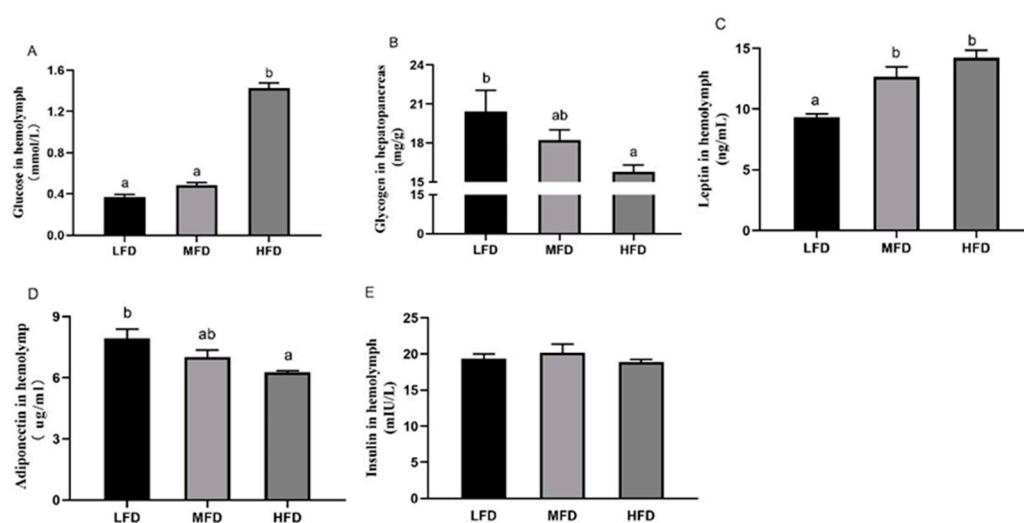 A
Glucose in hemolymph
(mmol/L)
1.6
1.2
0.8
0.4
0.0
a
a
b
LFD
MFD
HFD
B
Glycogen in hepatopancreas
(mg/g)
24
21
18
15
15
0
b
ab
a
LFD
MFD
HFD
C
Leptin in hemolymph
(ng/mL)
15
10
5
0
a
b
b
LFD
MFD
HFD
D
Adiponectin in hemolymp
( ug/ml)
9
6
3
0
b
ab
a
LFD
MFD
HFD
E
Insulin in hemolymph
(mIU/L)
25
20
15
10
5
0
LFD
MFD
HFD